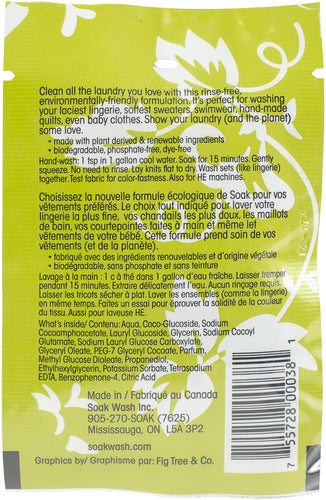 Clean all the laundry you love with this rinse-free,
environmentally-friendly formulation. It's perfect for washing
your laciest lingerie, softest sweaters, swimwear, hand-made
quilts, even baby clothes. Show your laundry (and the planet)
some love.
• made with plant derived & renewable ingredients
• biodegradable, phosphate-free, dye-free
Hand-wash: 1 tsp in 1 gallon cool water. Soak for 15 minutes. Gently
squeeze. No need to rinse. Lay knits flat to dry. Wash sets (like lingerie)
together. Test fabric for color-fastness. Also for HE machines.
Choisissez la nouvelle formule écologique de Soak pour vos
vêtements préférés. Le choix tout indiqué pour laver votre
lingerie la plus fine, vos chandails les plus doux, les maillots
de bain, vos courtepointes faites à main et même let
vêtements de votre bébé. Cette formule prend soin de vos
vêtements (et de la planète).
• fabriqué avec des ingrédients renouvelables et d'origine végétale
• biodégradable, sans phosphate et sans teinture
Lavage à la main : 1 c à thé dans 1 gallon d'eau fraîche. Laisser tremper
pendant 15 minutes. Extraire délicatement l'eau. Aucun rinçage requis.
Laisser les tricots sécher à plat. Laver les ensembles (comme la lingerie)
en même temps. Faites un essai pour éprouver la solidité de la couleur
du tissu. Aussi pour laveuse HE.
What's inside/ Contenu: Aqua, Coco-Glucoside, Sodium
Cocoamphoacetate, Lauryl Glucoside, Glycerin, Sodium Cocoyl
Glutamate, Sodium Lauryl Glucose Carboxylate,
Glyceryl Oleate, PEG-7 Glyceryl Cocoate, Parfum,
Methyl Glucose Dioleate, Propanediol,
Ethylhexylglycerin, Potassium Sorbate, Tetrasodium
EDTA, Benzophenone-4, Citric Acid
Made in / Fabriqué au Canada
Soak Wash Inc.
905-270-SOAK (7625)
Mississauga, ON L5A 3P2
soakwash.com
Graphics by/ Graphisme par: Fig Tree & Co.
7 55728 00038 1